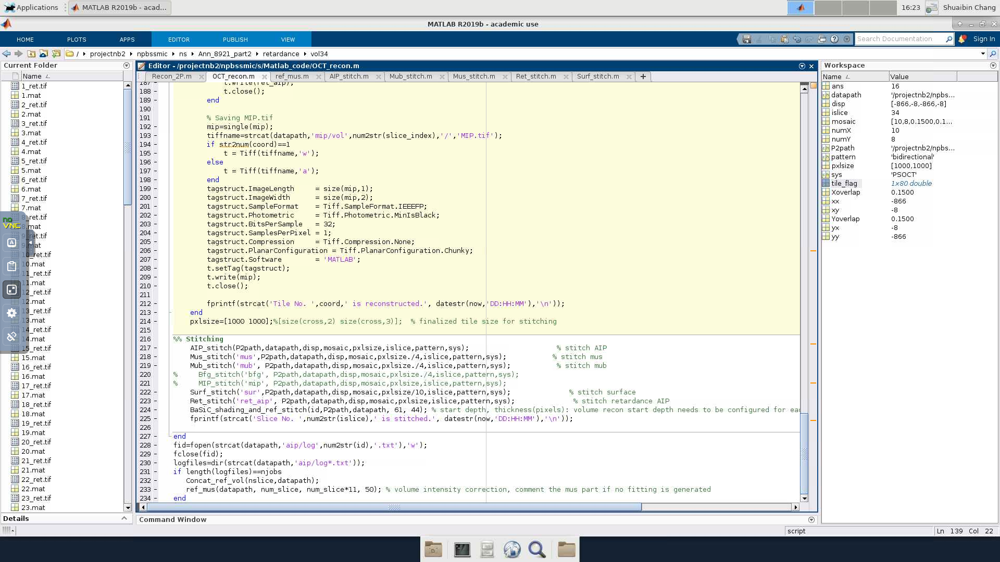 Applications
MATLAB R2019b - acad...
16:23
Shuaibin Chang
MATLAB R2019b - academic use
HOME
PLOTS
APPS
EDITOR
PUBLISH
VIEW
Search Documentation
Sign In
/ ▸ projectnb2 ▸ npbssmic ▸ ns ▸ Ann_8921_part2 ▸ retardance ▸ vol34
Current Folder
Name
1_ret.tif
1.mat
2_ret.tif
2.mat
3_ret.tif
3.mat
4_ret.tif
4.mat
5_ret.tif
5.mat
6_ret.tif
6.mat
7_ret.tif
7.mat
8_ret.tif
8.mat
9_ret.tif
9.mat
10_ret.tif
10.mat
11_ret.tif
11.mat
12_ret.tif
12.mat
13_ret.tif
13.mat
14_ret.tif
14.mat
15_ret.tif
15.mat
16_ret.tif
16.mat
17_ret.tif
17.mat
18_ret.tif
18.mat
19_ret.tif
19.mat
20_ret.tif
20.mat
21_ret.tif
21.mat
22_ret.tif
22.mat
23_ret.tif
23.mat
Details
no
VNC
A
Editor - /projectnb2/npbssmic/s/Matlab_code/OCT_recon.m
Recon_2P.m
OCT_recon.m
ref_mus.m
AIP_stitch.m
Mub_stitch.m
Mus_stitch.m
Ret_stitch.m
Surf_stitch.m
187 - t.write(ret_aip);
188 - t.close();
189 - end
190
191 % Saving MIP.tif
192 - mip=single(mip);
193 - tiffname=strcat(datapath,'mip/vol',num2str(slice_index),'/','MIP.tif');
194 - if str2num(coord)==1
195 - t = Tiff(tiffname,'w');
196 - else
197 - t = Tiff(tiffname,'a');
198 - end
199 - tagstruct.ImageLength = size(mip,1);
200 - tagstruct.ImageWidth = size(mip,2);
201 - tagstruct.SampleFormat = Tiff.SampleFormat.IEEEFP;
202 - tagstruct.Photometric = Tiff.Photometric.MinIsBlack;
203 - tagstruct.BitsPerSample = 32;
204 - tagstruct.SamplesPerPixel = 1;
205 - tagstruct.Compression = Tiff.Compression.None;
206 - tagstruct.PlanarConfiguration = Tiff.PlanarConfiguration.Chunky;
207 - tagstruct.Software = 'MATLAB';
208 - t.setTag(tagstruct);
209 - t.write(mip);
210 - t.close();
211
212 - fprintf(strcat('Tile No. ',coord,' is reconstructed.', datestr(now,'DD:HH:MM'),'\n'));
213 - end
214 - pxlsize=[1000 1000];%[size(cross,2) size(cross,3)]; % finalized tile size for stitching
215
216 %% Stitching
217 - AIP_stitch(P2path,datapath,disp,mosaic,pxlsize,islice,pattern,sys); % stitch AIP
218 - Mus_stitch('mus',P2path,datapath,disp,mosaic,pxlsize./4,islice,pattern,sys); % stitch mus
219 - Mub_stitch('mub', P2path,datapath,disp,mosaic,pxlsize./4,islice,pattern,sys); % stitch mub
220 % Bfg_stitch('bfg', P2path,datapath,disp,mosaic,pxlsize./4,islice,pattern,sys);
221 % MIP_stitch('mip', P2path,datapath,disp,mosaic,pxlsize,islice,pattern,sys);
222 - Surf_stitch('sur',P2path,datapath,disp,mosaic,pxlsize/10,islice,pattern,sys); % stitch surface
223 - Ret_stitch('ret_aip', P2path,datapath,disp,mosaic,pxlsize,islice,pattern,sys); % stitch retardance AIP
224 - BaSiC_shading_and_ref_stitch(id,P2path,datapath, 61, 44); % start depth, thickness(pixels): volume recon start depth needs to be configured for eac
225 - fprintf(strcat('Slice No. ',num2str(islice),' is stitched.', datestr(now,'DD:HH:MM'),'\n'));
226
227 - end
228 - fid=fopen(strcat(datapath,'aip/log',num2str(id),'.txt'),'w');
229 - fclose(fid);
230 - logfiles=dir(strcat(datapath,'aip/log*.txt'));
231 - if length(logfiles)==njobs
232 - Concat_ref_vol(nslice,datapath);
233 - ref_mus(datapath, num_slice, num_slice*11, 50); % volume intensity correction, comment the mus part if no fitting is generated
234 - end
Command Window
Workspace
Name Value
ans 16
datapath '/projectnb2/npbs...
disp [-866,-8,-866,-8]
islice 34
mosaic [10,8,0.1500,0.1...
numX 10
numY 8
P2path '/projectnb2/npbs...
pattern 'bidirectional'
pxlsize [1000,1000]
sys 'PSOCT'
tile_flag 1×80 double
Xoverlap 0.1500
xx -866
xy -8
Yoverlap 0.1500
yx -8
yy -866
script
Ln 139 Col 22